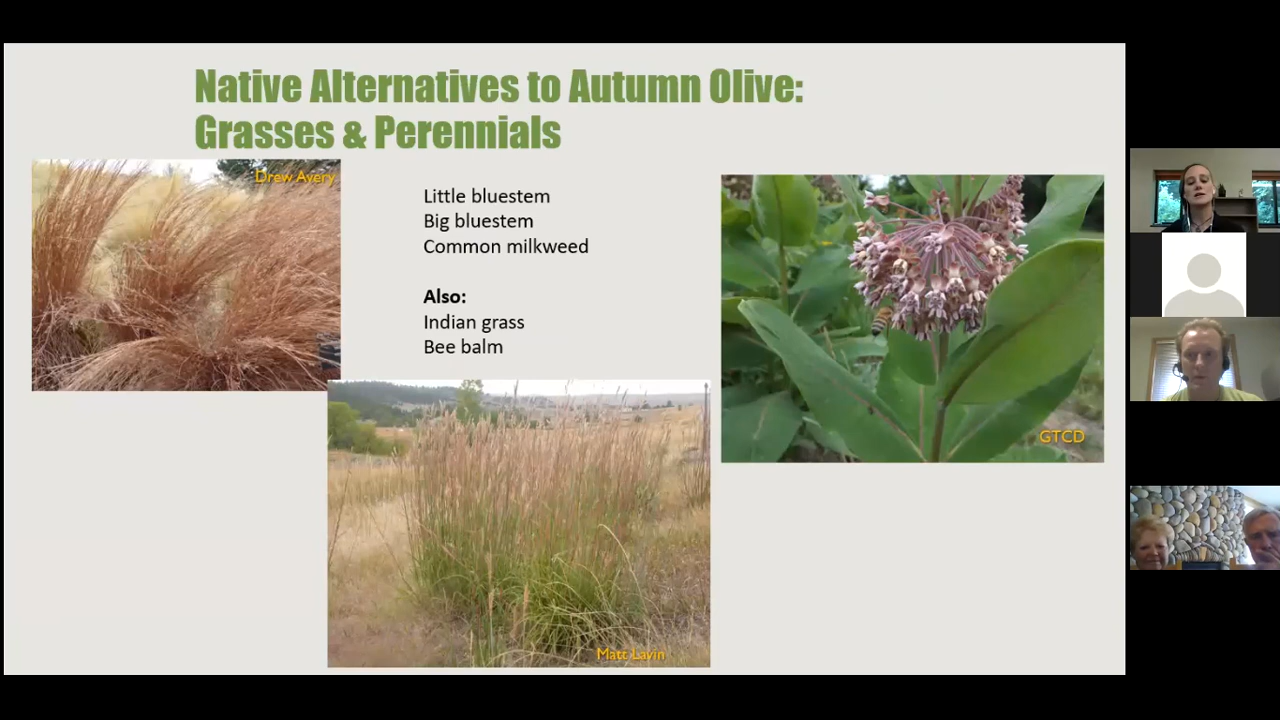 Native Alternatives to Autumn Olive:
Grasses & Perennials
Drew Avery
Little bluestem
Big bluestem
Common milkweed
Also:
Indian grass
Bee balm
GTCD
Matt Lavin